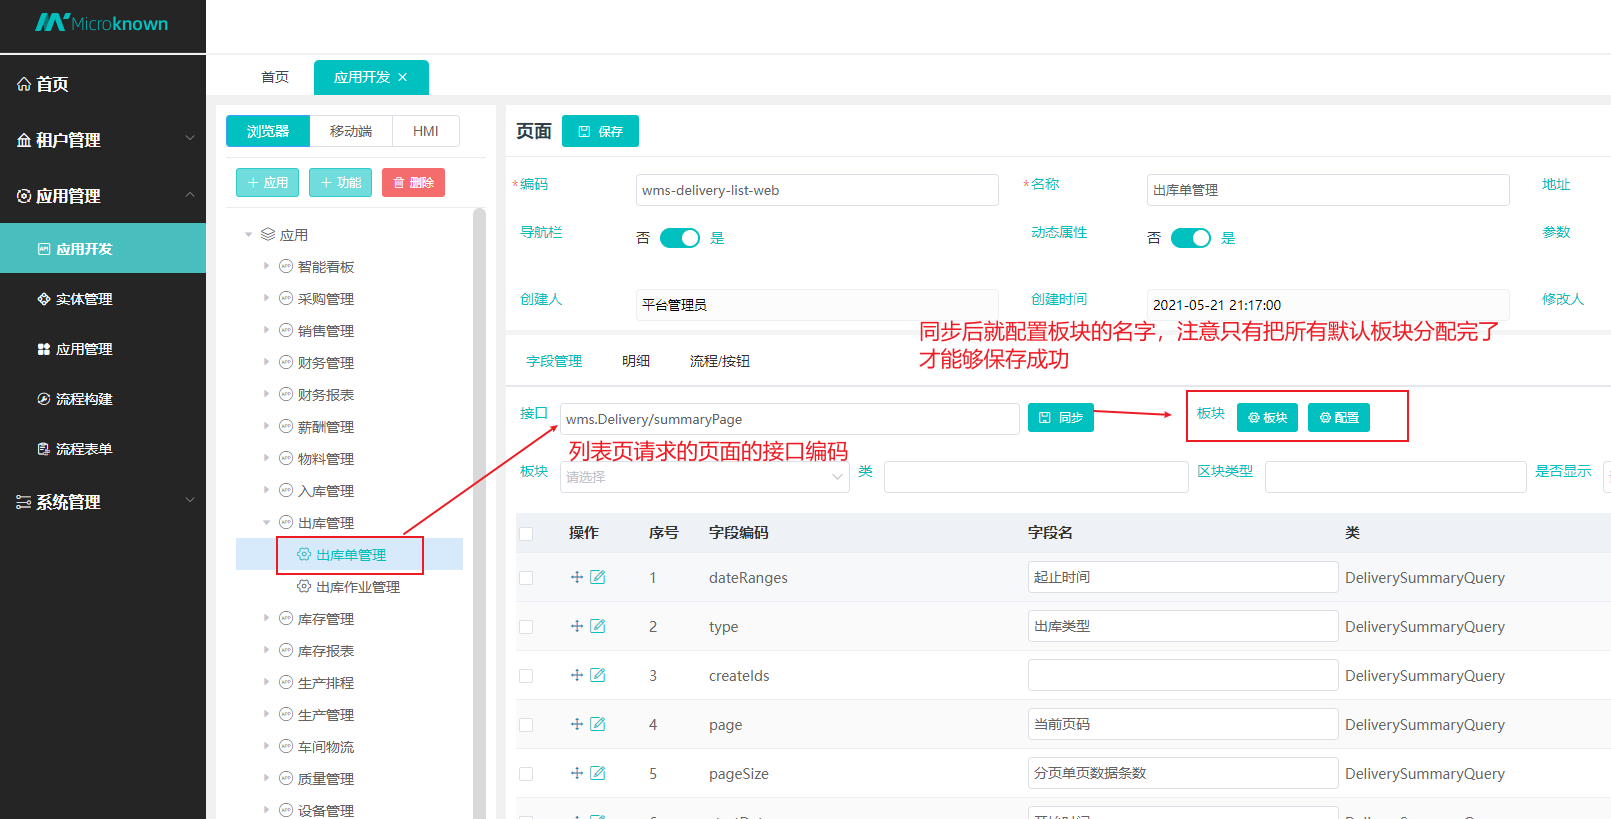 Microknown
首页
租户管理
应用管理
应用开发
实体管理
应用管理
流程构建
流程表单
系统管理
首页
应用开发 ×
浏览器 移动端 HMI
+ 应用 + 功能 删除
应用
智能看板
采购管理
销售管理
财务管理
财务报表
薪酬管理
物料管理
入库管理
出库管理
出库单管理
出库作业管理
库存管理
库存报表
生产排程
生产管理
车间物流
质量管理
设备管理
页面 保存
*编码 wms-delivery-list-web *名称 出库单管理 地址
导航栏 否 是 动态属性 否 是 参数
创建人 平台管理员 创建时间 2021-05-21 21:17:00 修改人
同步后就配置板块的名字，注意只有把所有默认板块分配完了
才能够保存成功
字段管理 明细 流程/按钮
接口 wms.Delivery/summaryPage 同步 板块 板块 配置
列表页请求的页面的接口编码
板块 请选择 类 区块类型 是否显示
操作 序号 字段编码 字段名 类
1 dateRanges 起止时间 DeliverySummaryQuery
2 type 出库类型 DeliverySummaryQuery
3 createIds DeliverySummaryQuery
4 page 当前页码 DeliverySummaryQuery
5 pageSize 分页单页数据条数 DeliverySummaryQuery